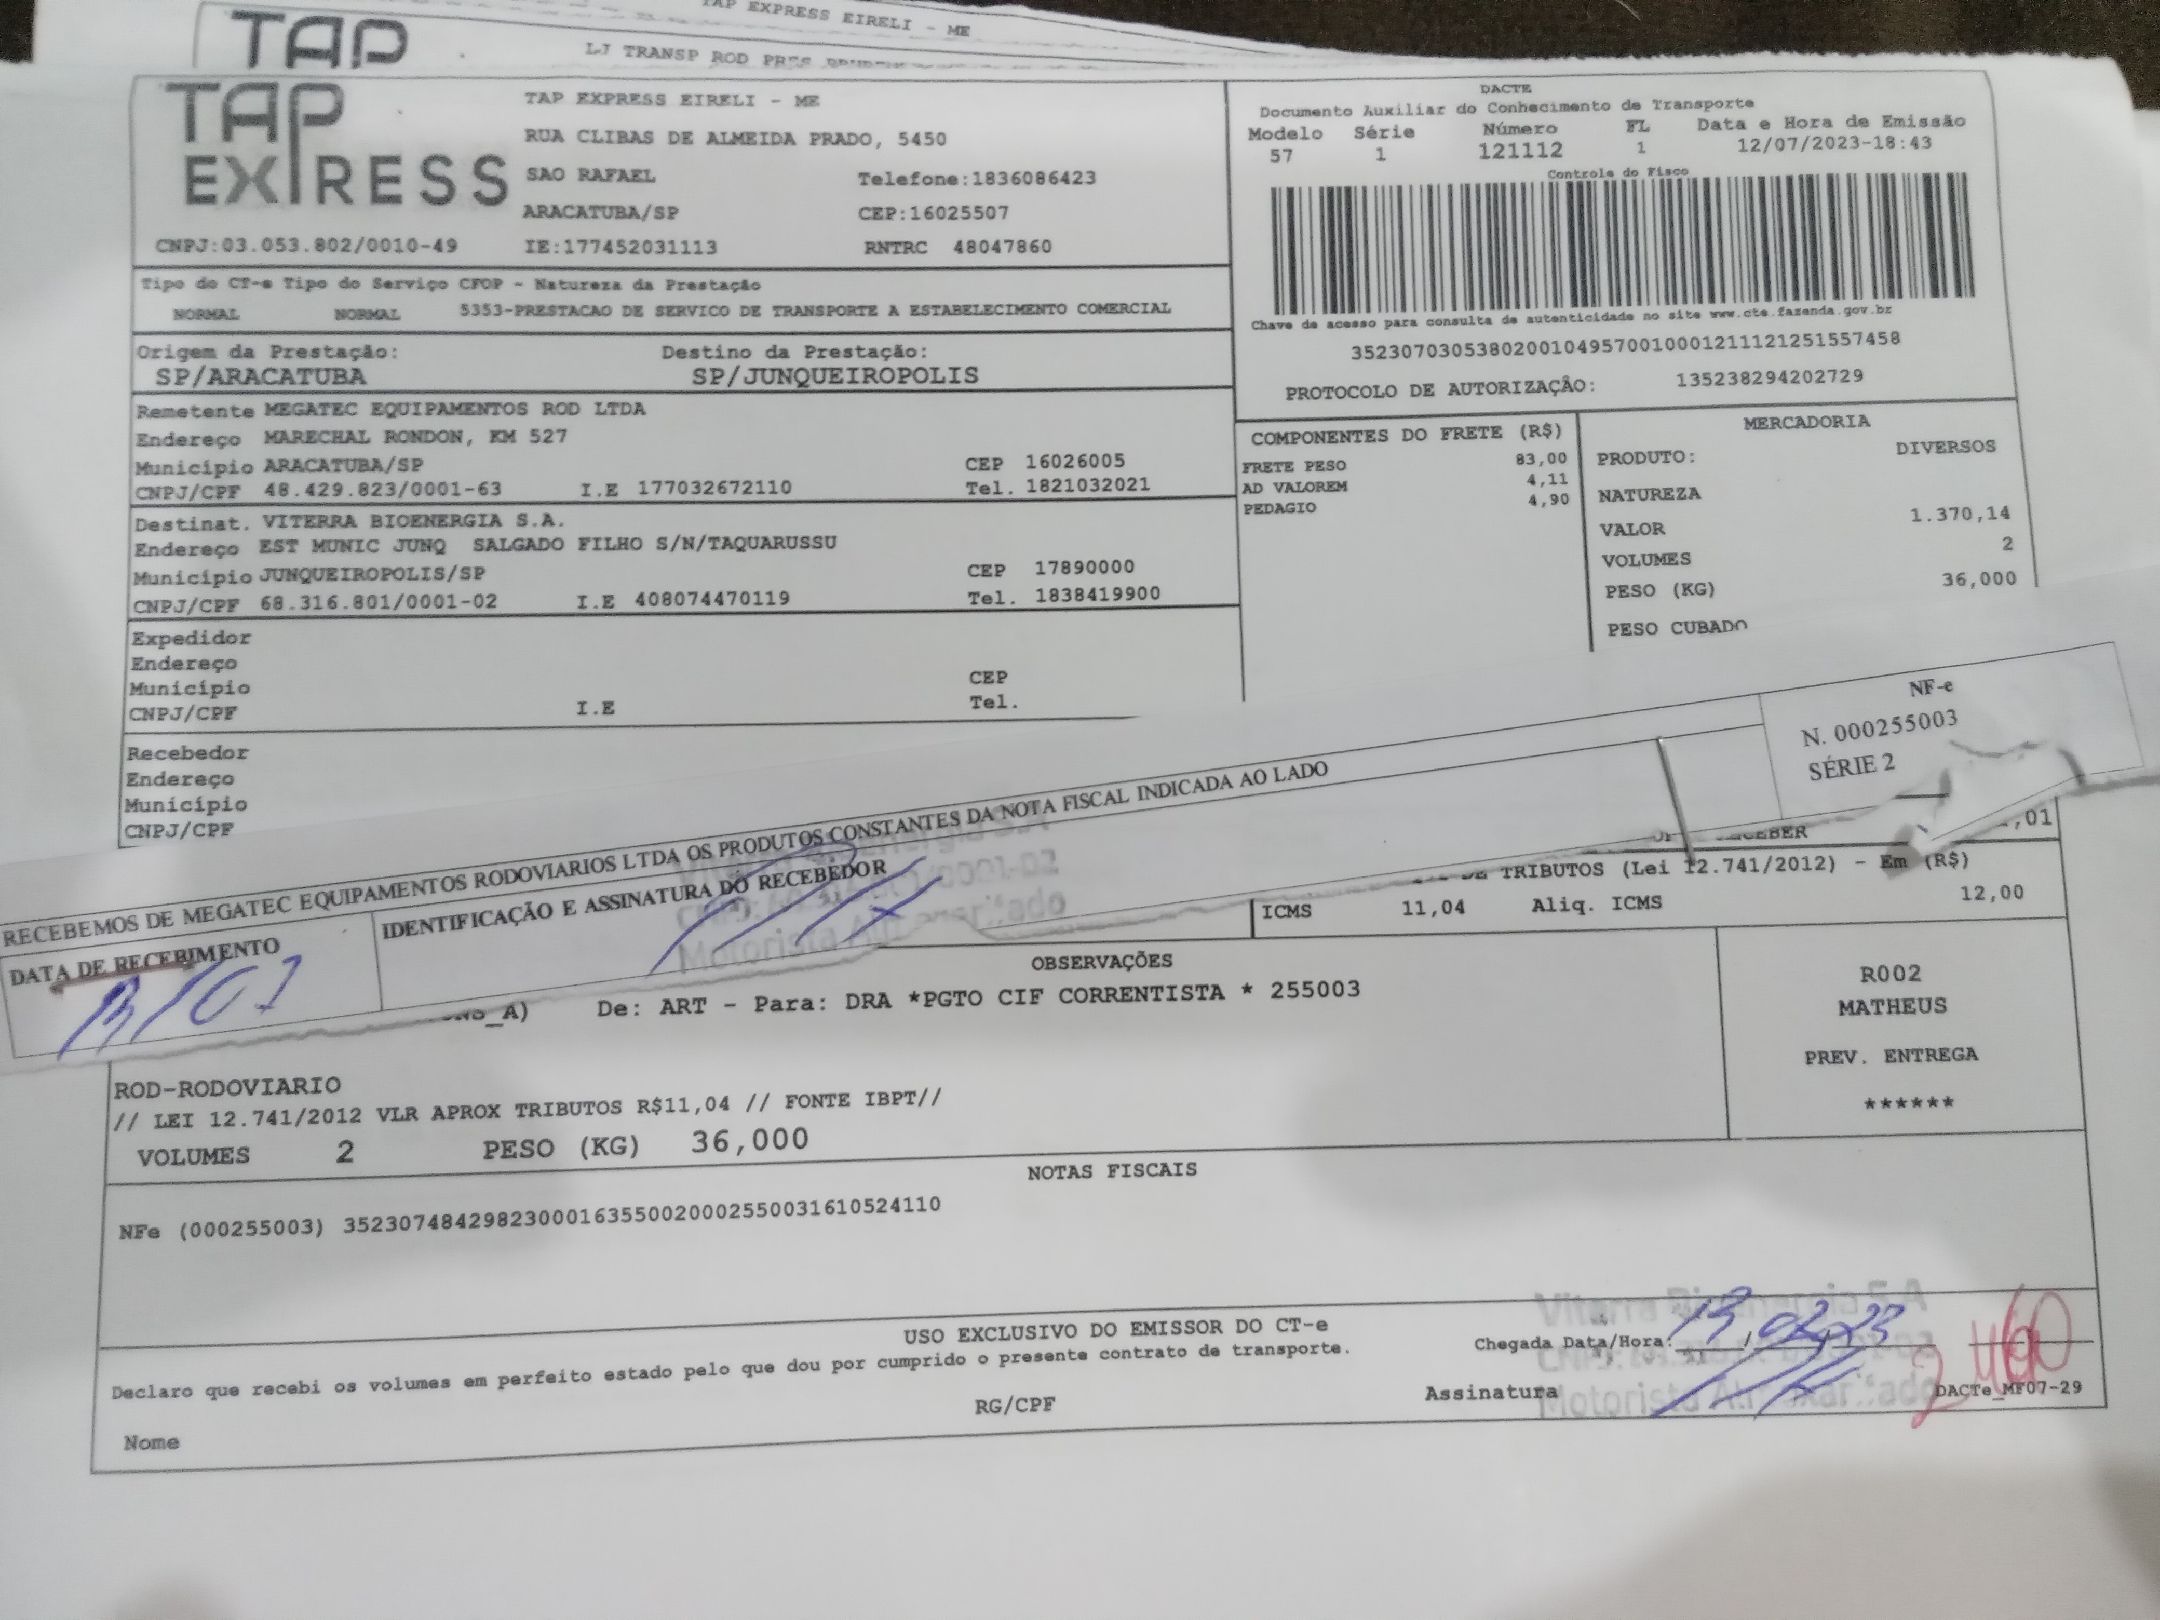 TAP EXPRESS EIRELI - ME
TAP
LJ TRANSP ROD PRES
TAP EXPRESS
TAP EXPRESS EIRELI - ME
RUA CLIBAS DE ALMEIDA PRADO, 5450
SAO RAFAEL Telefone:1836086423
ARACATUBA/SP CEP:16025507
CNPJ:03.053.802/0010-49 IE:177452031113 RNTRC 48047860
DACTE
Documento Auxiliar do Conhecimento de Transporte
Modelo Série Número FL Data e Hora de Emissão
57 1 121112 1 12/07/2023-18:43
Controle do Fisco
Chave de acesso para consulta de autenticidade no site www.cte.fazenda.gov.br
35230703053802001049570010001211121251557458
PROTOCOLO DE AUTORIZAÇÃO: 135238294202729
Tipo do CT-e Tipo do Serviço CFOP - Natureza da Prestação
NORMAL NORMAL 5353-PRESTACAO DE SERVICO DE TRANSPORTE A ESTABELECIMENTO COMERCIAL
Origem da Prestação: Destino da Prestação:
SP/ARACATUBA SP/JUNQUEIROPOLIS
Remetente MEGATEC EQUIPAMENTOS ROD LTDA
Endereço MARECHAL RONDON, KM 527
Município ARACATUBA/SP CEP 16026005
CNPJ/CPF 48.429.823/0001-63 I.E 177032672110 Tel. 1821032021
Destinat. VITERRA BIOENERGIA S.A.
Endereço EST MUNIC JUNQ SALGADO FILHO S/N/TAQUARUSSU
Município JUNQUEIROPOLIS/SP CEP 17890000
CNPJ/CPF 68.316.801/0001-02 I.E 408074470119 Tel. 1838419900
Expedidor
Endereço
Município CEP
CNPJ/CPF I.E Tel.
Recebedor
Endereço
Município
CNPJ/CPF
COMPONENTES DO FRETE (R$)
FRETE PESO 83,00
AD VALOREM 4,11
PEDAGIO 4,90
MERCADORIA
PRODUTO: DIVERSOS
NATUREZA
VALOR 1.370,14
VOLUMES 2
PESO (KG) 36,000
PESO CUBADO
NF-e
N. 000255003
SÉRIE 2
RECEBEMOS DE MEGATEC EQUIPAMENTOS RODOVIARIOS LTDA OS PRODUTOS CONSTANTES DA NOTA FISCAL INDICADA AO LADO
DATA DE RECEBIMENTO IDENTIFICAÇÃO E ASSINATURA DO RECEBEDOR
,01
DE TRIBUTOS (Lei 12.741/2012) - Em (R$)
ICMS 11,04 Aliq. ICMS 12,00
OBSERVAÇÕES
De: ART - Para: DRA *PGTO CIF CORRENTISTA * 255003
R002
MATHEUS
PREV. ENTREGA
******
ROD-RODOVIARIO
// LEI 12.741/2012 VLR APROX TRIBUTOS R$11,04 // FONTE IBPT//
VOLUMES 2 PESO (KG) 36,000
NOTAS FISCAIS
NFe (000255003) 35230748429823000163550020002550031610524110
USO EXCLUSIVO DO EMISSOR DO CT-e
Declaro que recebi os volumes em perfeito estado pelo que dou por cumprido o presente contrato de transporte.
Chegada Data/Hora:
RG/CPF
Assinatura
DACTe_MF07-29
Nome